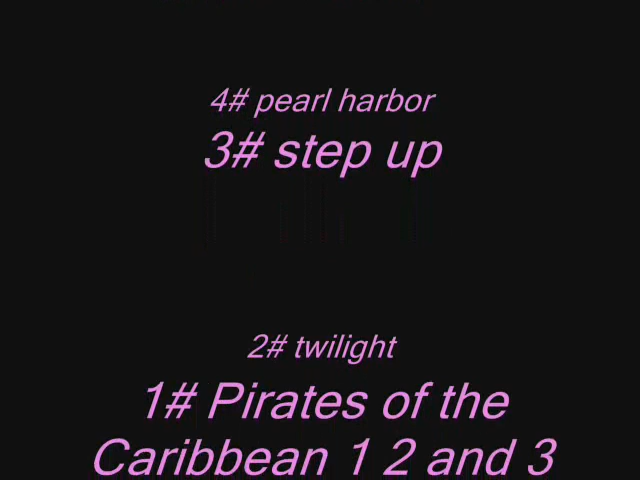 4# pearl harbor
3# step up
2# twilight
1# Pirates of the
Caribbean 1 2 and 3